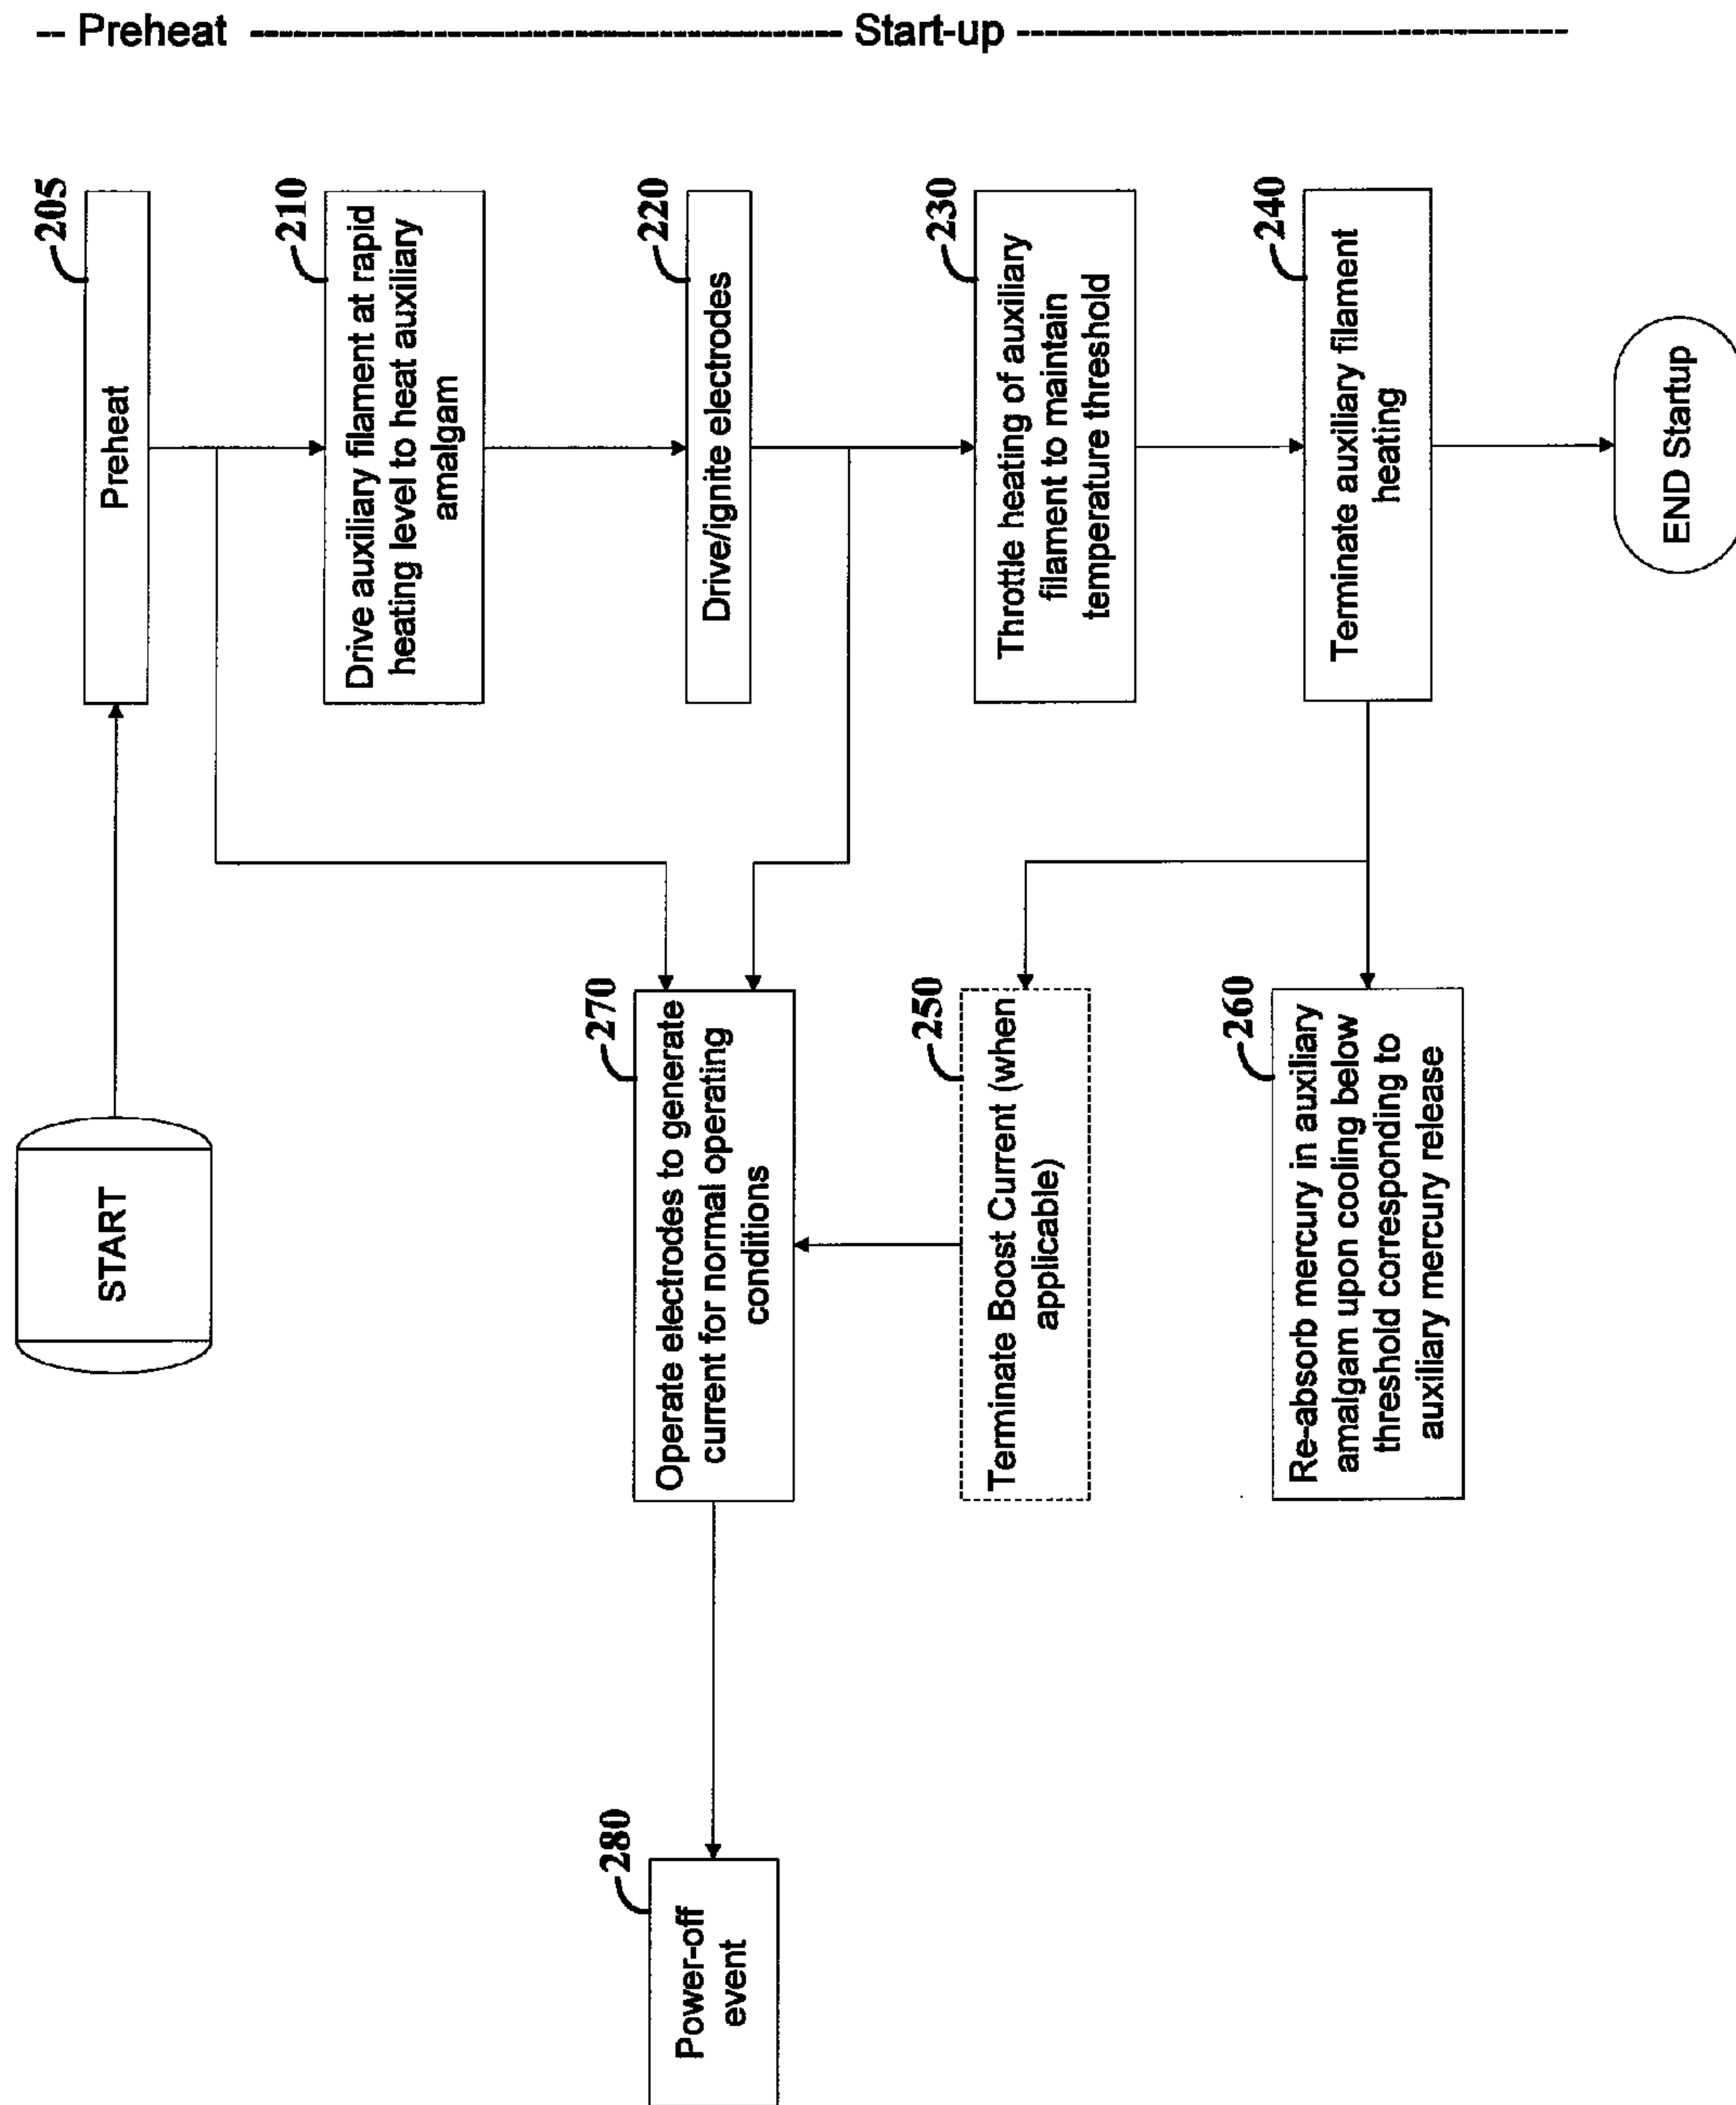 -- Preheat ---------------------------------------- Start-up -------------------------------------
START
205
Preheat
210
Drive auxiliary filament at rapid
heating level to heat auxiliary
amalgam
220
Drive/ignite electrodes
230
Throttle heating of auxiliary
filament to maintain
temperature threshold
240
Terminate auxiliary filament
heating
END Startup
250
Terminate Boost Current (when
applicable)
260
Re-absorb mercury in auxiliary
amalgam upon cooling below
threshold corresponding to
auxiliary mercury release
270
Operate electrodes to generate
current for normal operating
conditions
280
Power-off
event